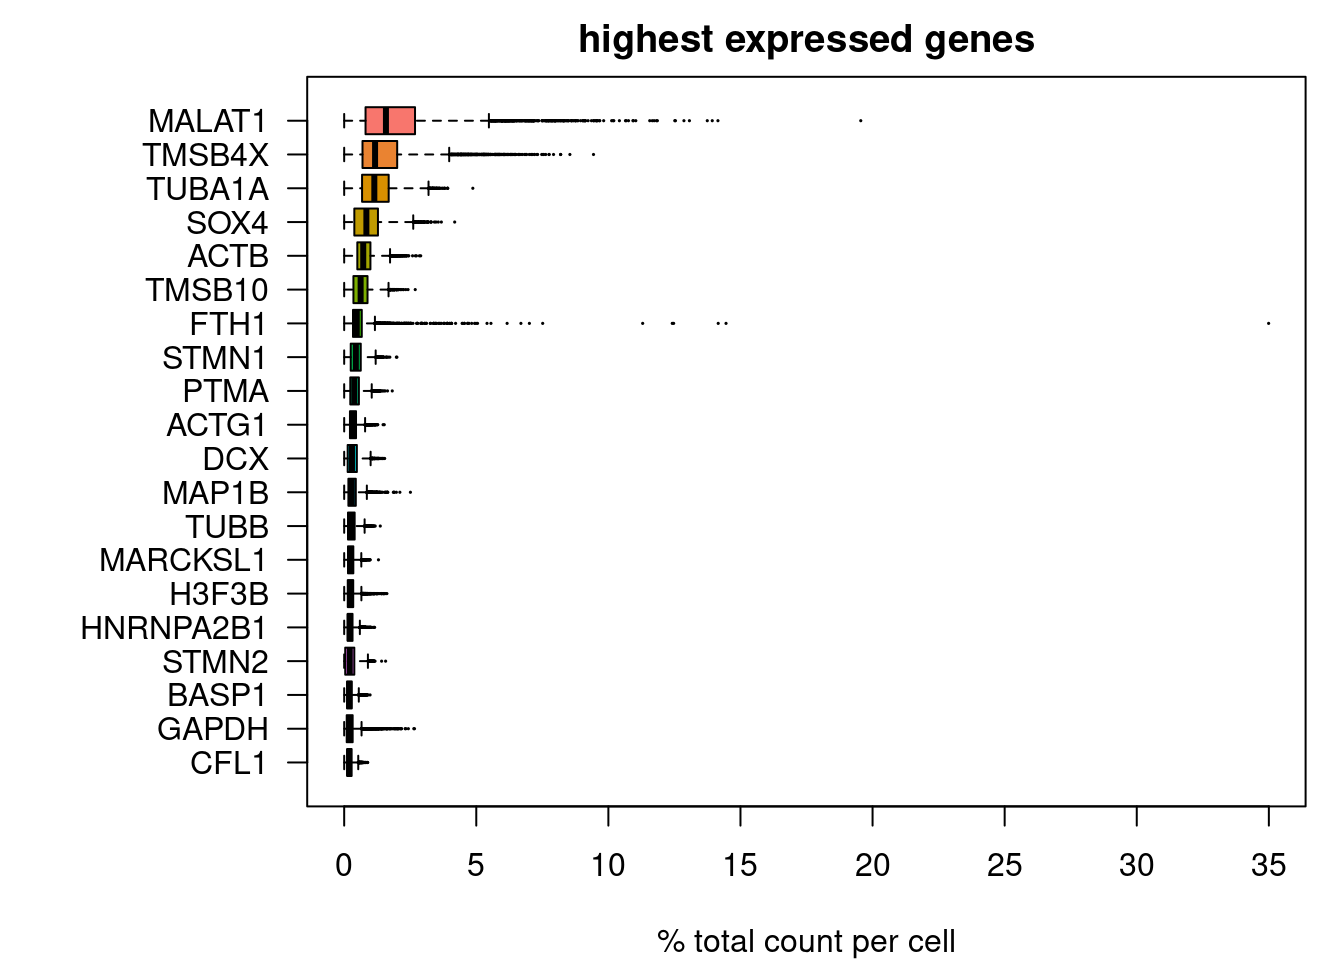 highest expressed genes
MALAT1
TMSB4X
TUBA1A
SOX4
ACTB
TMSB10
FTH1
STMN1
PTMA
ACTG1
DCX
MAP1B
TUBB
MARCKSL1
H3F3B
HNRNPA2B1
STMN2
BASP1
GAPDH
CFL1
0 5 10 15 20 25 30 35
% total count per cell